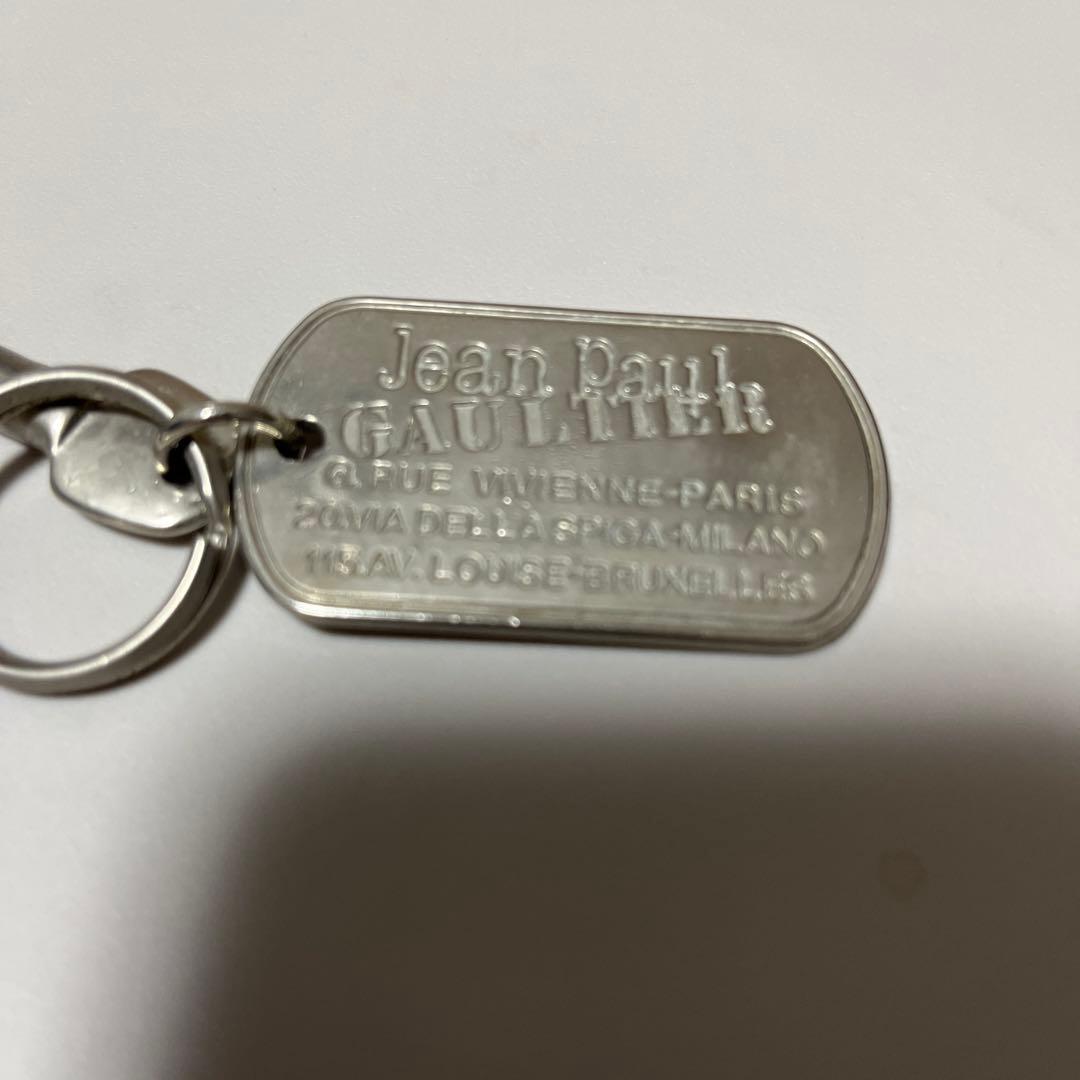 Jean Paul
GAULTIER
6. RUE VIVIENNE-PARIS
20.VIA DELLA SPIGA-MILANO
115.AV. LOUISE-BRUXELLES